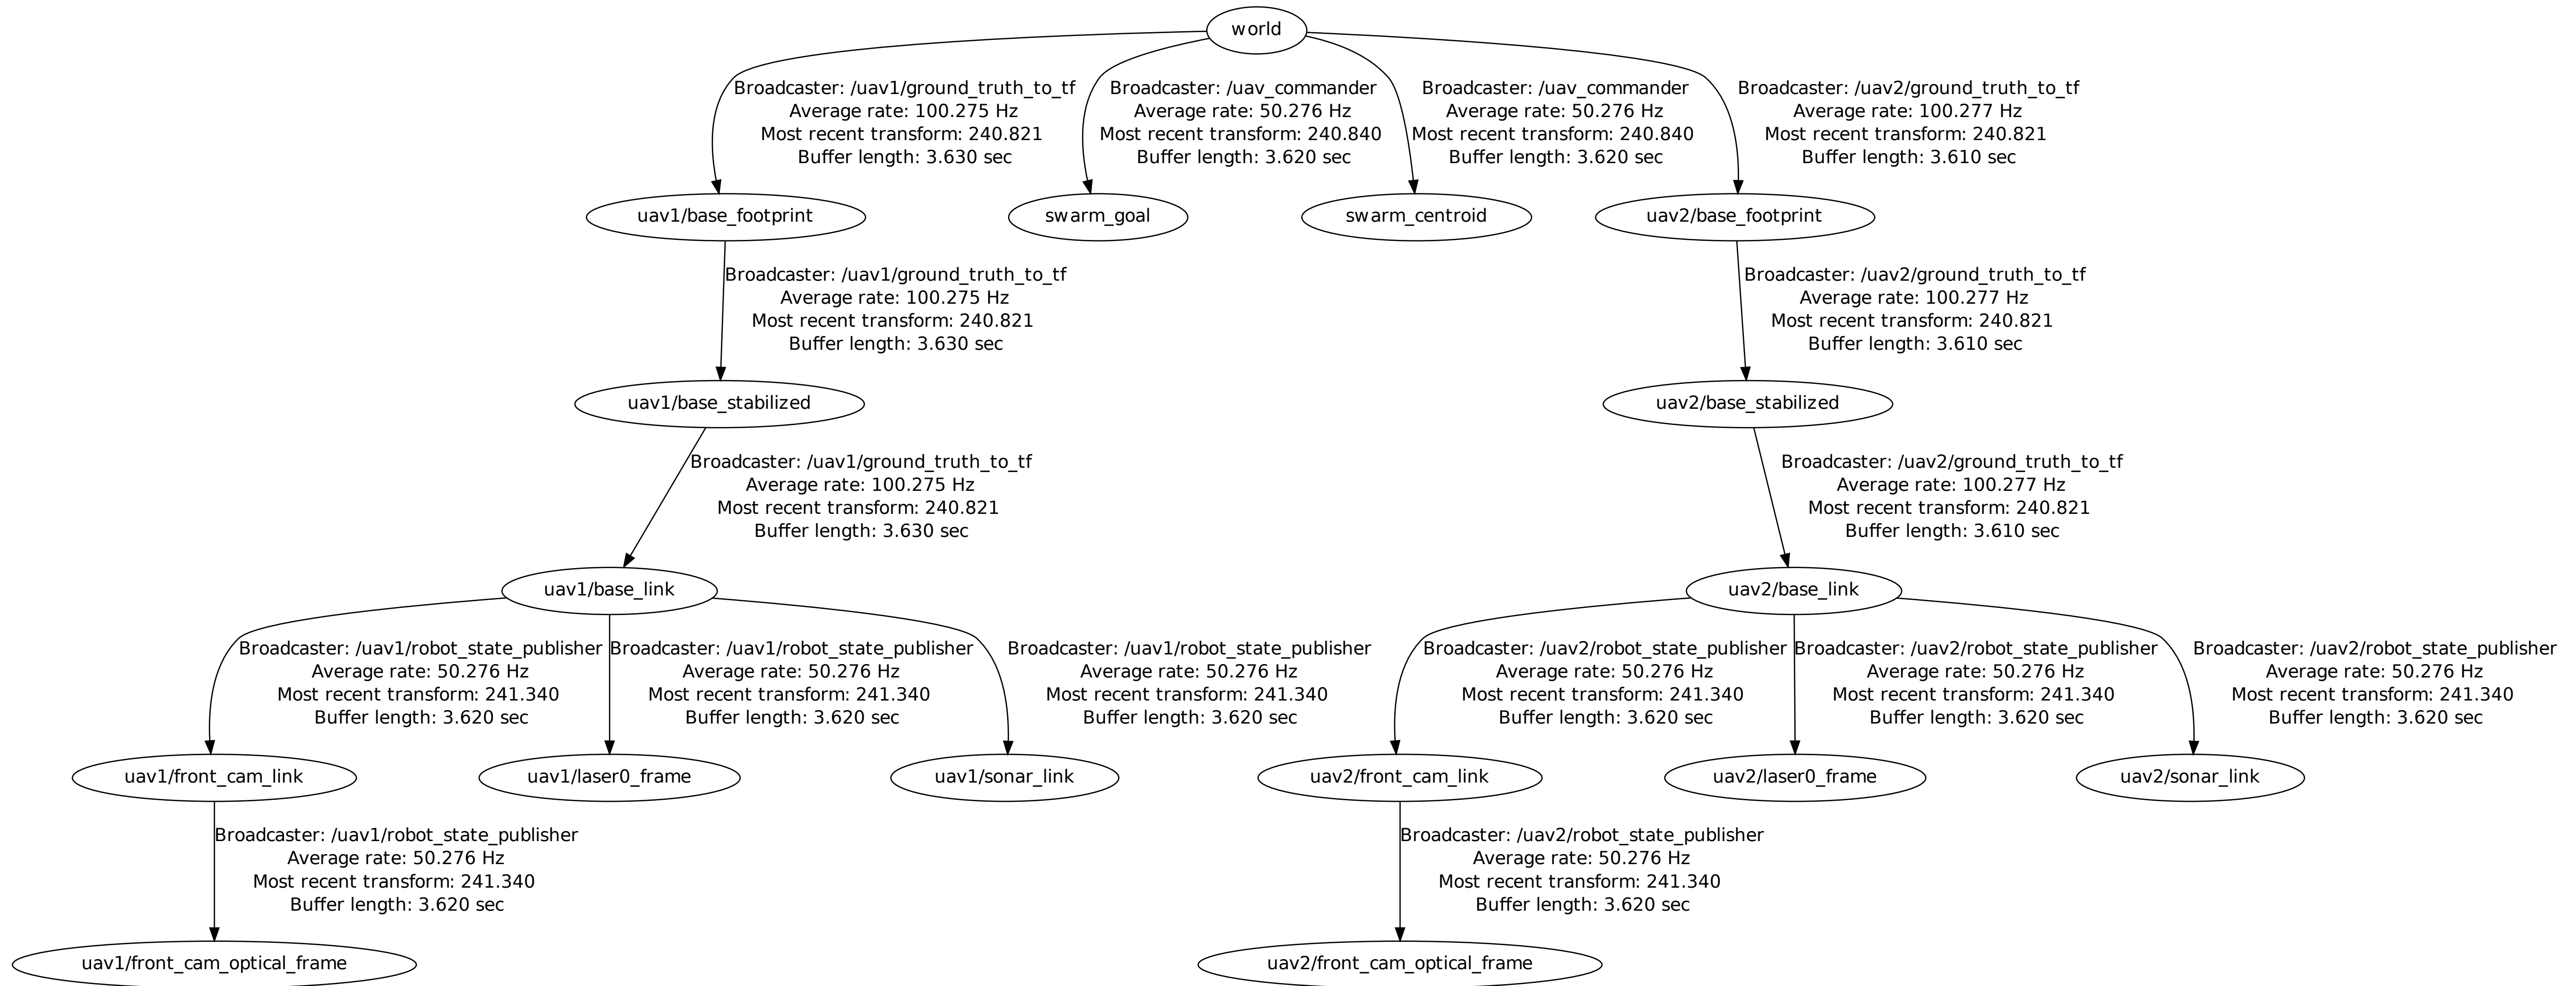 world
Broadcaster: /uav1/ground_truth_to_tf
Average rate: 100.275 Hz
Most recent transform: 240.821
Buffer length: 3.630 sec
Broadcaster: /uav_commander
Average rate: 50.276 Hz
Most recent transform: 240.840
Buffer length: 3.620 sec
Broadcaster: /uav_commander
Average rate: 50.276 Hz
Most recent transform: 240.840
Buffer length: 3.620 sec
Broadcaster: /uav2/ground_truth_to_tf
Average rate: 100.277 Hz
Most recent transform: 240.821
Buffer length: 3.610 sec
uav1/base_footprint
swarm_goal
swarm_centroid
uav2/base_footprint
Broadcaster: /uav1/ground_truth_to_tf
Average rate: 100.275 Hz
Most recent transform: 240.821
Buffer length: 3.630 sec
Broadcaster: /uav2/ground_truth_to_tf
Average rate: 100.277 Hz
Most recent transform: 240.821
Buffer length: 3.610 sec
uav1/base_stabilized
uav2/base_stabilized
Broadcaster: /uav1/ground_truth_to_tf
Average rate: 100.275 Hz
Most recent transform: 240.821
Buffer length: 3.630 sec
Broadcaster: /uav2/ground_truth_to_tf
Average rate: 100.277 Hz
Most recent transform: 240.821
Buffer length: 3.610 sec
uav1/base_link
uav2/base_link
Broadcaster: /uav1/robot_state_publisher
Average rate: 50.276 Hz
Most recent transform: 241.340
Buffer length: 3.620 sec
Broadcaster: /uav1/robot_state_publisher
Average rate: 50.276 Hz
Most recent transform: 241.340
Buffer length: 3.620 sec
Broadcaster: /uav1/robot_state_publisher
Average rate: 50.276 Hz
Most recent transform: 241.340
Buffer length: 3.620 sec
Broadcaster: /uav2/robot_state_publisher
Average rate: 50.276 Hz
Most recent transform: 241.340
Buffer length: 3.620 sec
Broadcaster: /uav2/robot_state_publisher
Average rate: 50.276 Hz
Most recent transform: 241.340
Buffer length: 3.620 sec
Broadcaster: /uav2/robot_state_publisher
Average rate: 50.276 Hz
Most recent transform: 241.340
Buffer length: 3.620 sec
uav1/front_cam_link
uav1/laser0_frame
uav1/sonar_link
uav2/front_cam_link
uav2/laser0_frame
uav2/sonar_link
Broadcaster: /uav1/robot_state_publisher
Average rate: 50.276 Hz
Most recent transform: 241.340
Buffer length: 3.620 sec
Broadcaster: /uav2/robot_state_publisher
Average rate: 50.276 Hz
Most recent transform: 241.340
Buffer length: 3.620 sec
uav1/front_cam_optical_frame
uav2/front_cam_optical_frame